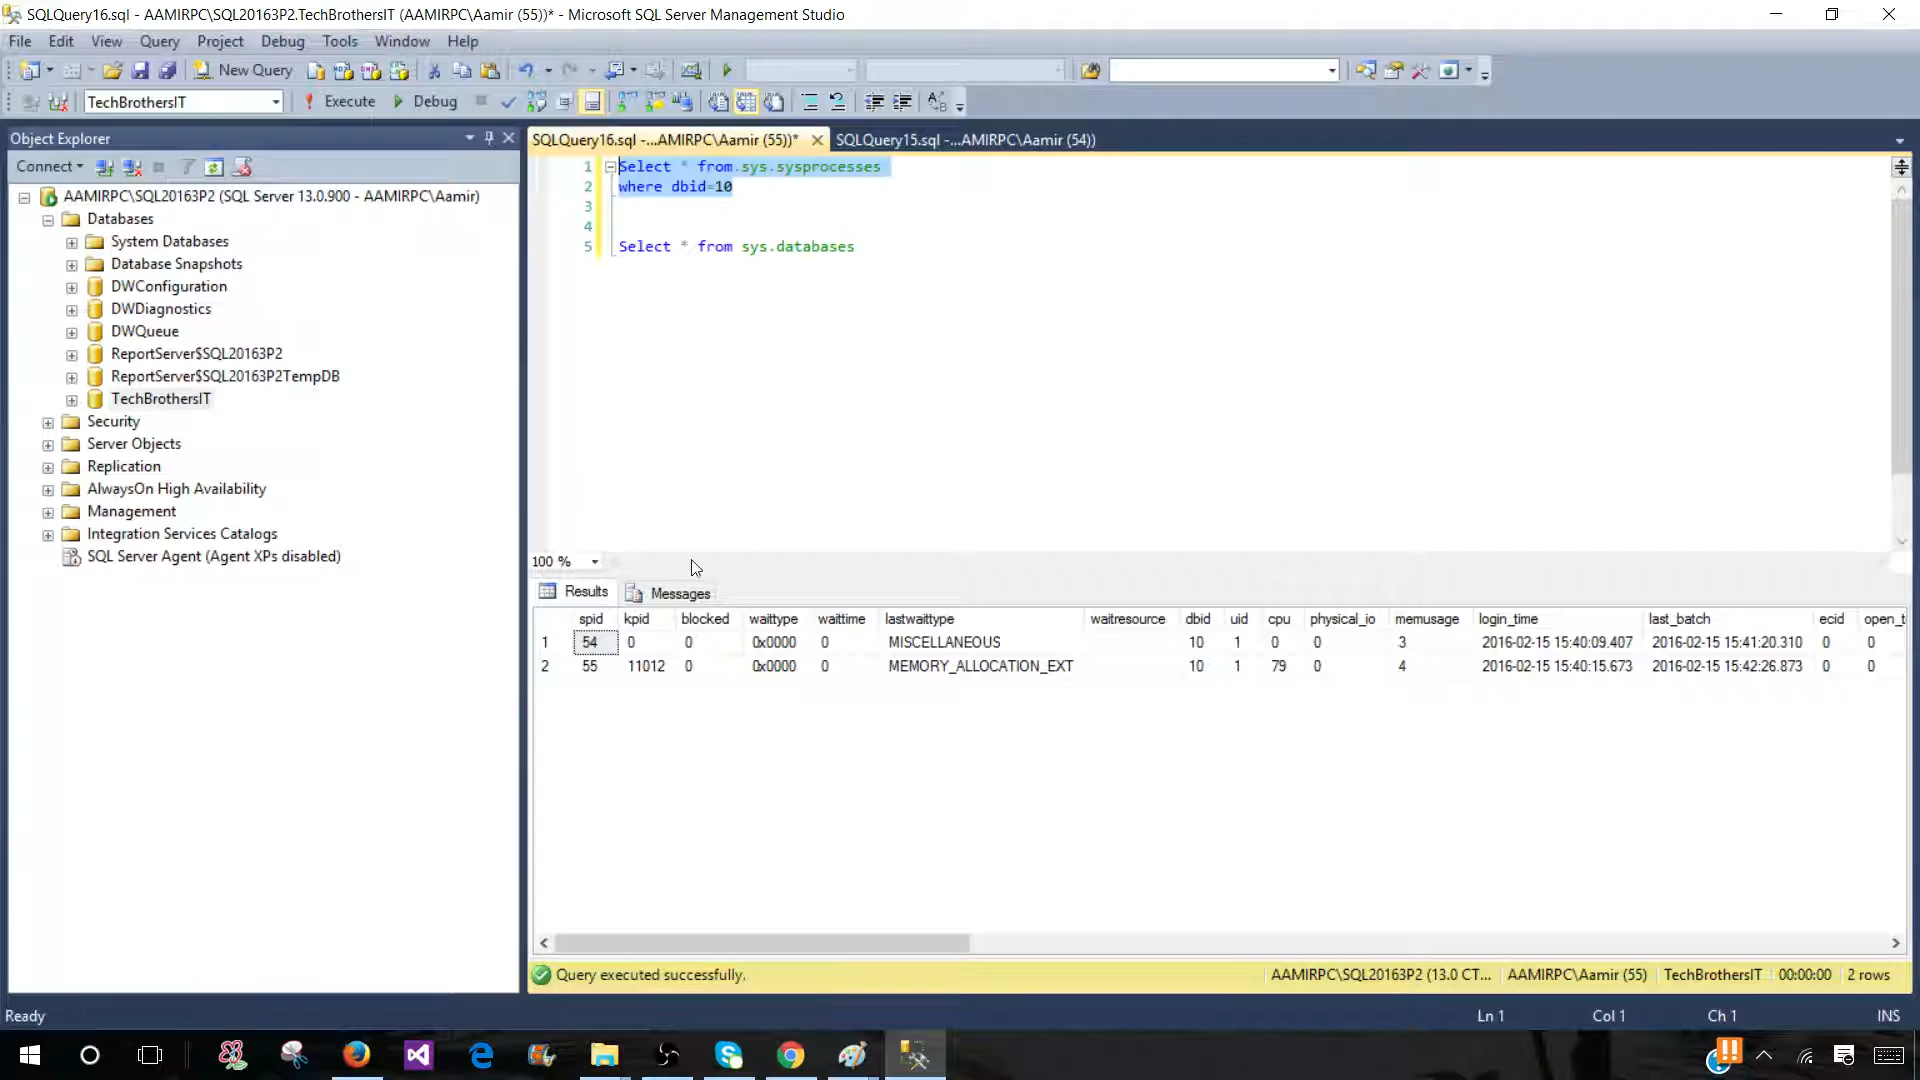 SQLQuery16.sql - AAMIRPC\SQL20163P2.TechBrothersIT (AAMIRPC\Aamir (55))* - Microsoft SQL Server Management Studio
File Edit View Query Project Debug Tools Window Help
New Query
TechBrothersIT Execute Debug
Object Explorer
SQLQuery16.sql -...AMIRPC\Aamir (55))* SQLQuery15.sql -...AMIRPC\Aamir (54))
Connect
AAMIRPC\SQL20163P2 (SQL Server 13.0.900 - AAMIRPC\Aamir)
Databases
System Databases
Database Snapshots
DWConfiguration
DWDiagnostics
DWQueue
ReportServer$SQL20163P2
ReportServer$SQL20163P2TempDB
TechBrothersIT
Security
Server Objects
Replication
AlwaysOn High Availability
Management
Integration Services Catalogs
SQL Server Agent (Agent XPs disabled)
1 Select * from sys.sysprocesses
2 where dbid=10
3
4
5 Select * from sys.databases
100 %
Results Messages
spid kpid blocked waittype waittime lastwaittype waitresource dbid uid cpu physical_io memusage login_time last_batch ecid open_t
1 54 0 0 0x0000 0 MISCELLANEOUS 10 1 0 0 3 2016-02-15 15:40:09.407 2016-02-15 15:41:20.310 0 0
2 55 11012 0 0x0000 0 MEMORY_ALLOCATION_EXT 10 1 79 0 4 2016-02-15 15:40:15.673 2016-02-15 15:42:26.873 0 0
Query executed successfully. AAMIRPC\SQL20163P2 (13.0 CT... AAMIRPC\Aamir (55) TechBrothersIT 00:00:00 2 rows
Ready Ln 1 Col 1 Ch 1 INS